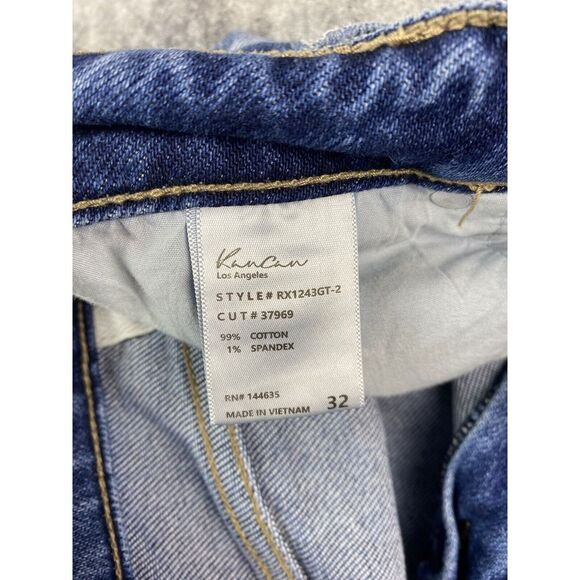 KanCan
Los Angeles
STYLE# RX1243GT-2
CUT# 37969
99% COTTON
1% SPANDEX
RN# 144635
MADE IN VIETNAM 32